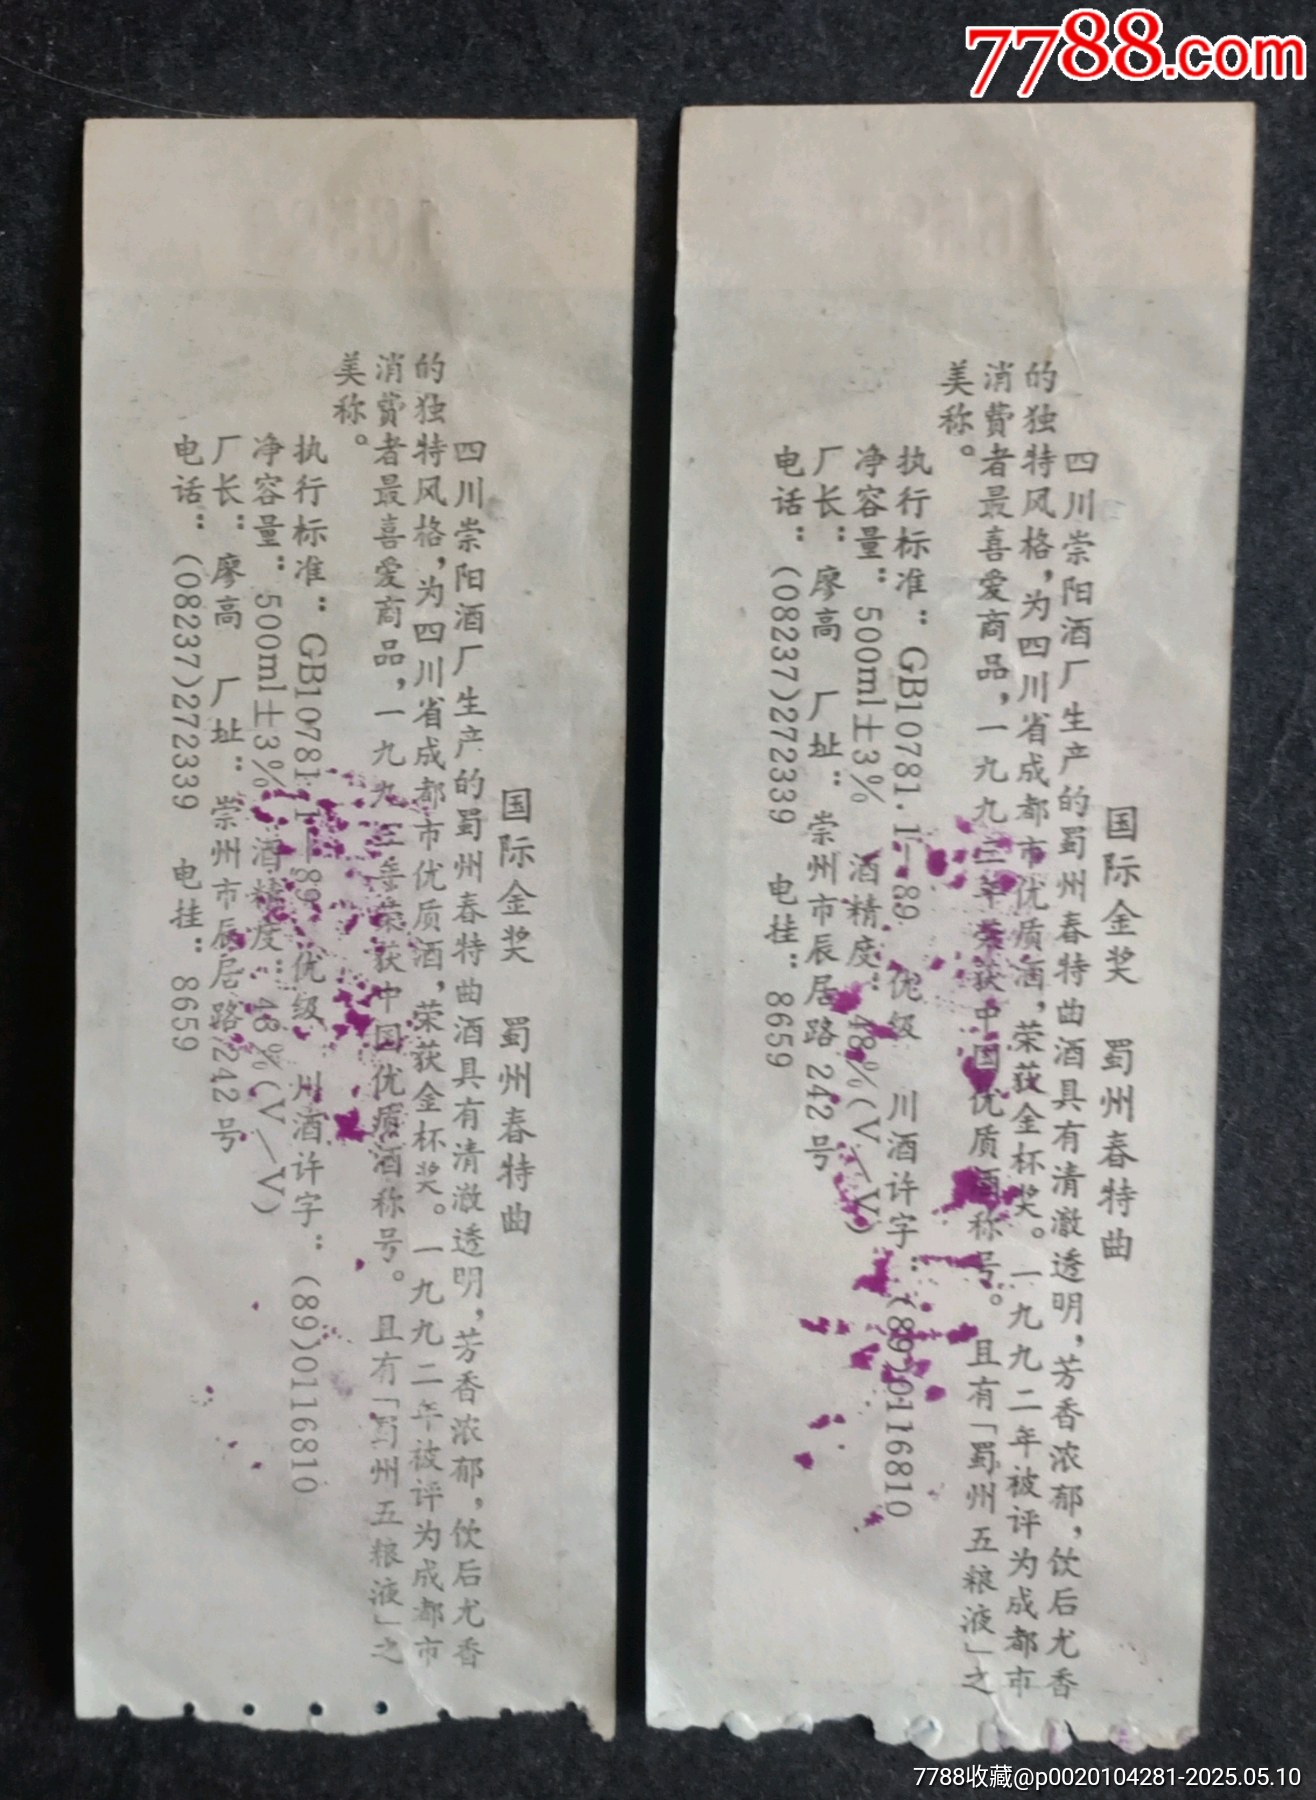 7788.com
国际金奖 蜀州春特曲
四川崇阳酒厂生产的蜀州春特曲酒具有清澈透明,芳香浓郁,饮后尤香
的独特风格,为四川省成都市优质酒,荣获金杯奖。一九九二年被评为成都市
消费者最喜爱商品,一九九三年荣获中国优质酒称号。且有「蜀州五粮液」之
美称。
执行标准:GB10781.1—89 优级 川酒许字:(89)0116810
净容量:500ml±3% 酒精度:48%(V/V)
厂长:廖高 厂址:崇州市辰居路242号
电话:(08237)272339 电挂:8659
国际金奖 蜀州春特曲
四川崇阳酒厂生产的蜀州春特曲酒具有清澈透明,芳香浓郁,饮后尤香
的独特风格,为四川省成都市优质酒,荣获金杯奖。一九九二年被评为成都市
消费者最喜爱商品,一九九三年荣获中国优质酒称号。且有「蜀州五粮液」之
美称。
执行标准:GB10781.1—89 优级 川酒许字:(89)0116810
净容量:500ml±3% 酒精度:48%(V/V)
厂长:廖高 厂址:崇州市辰居路242号
电话:(08237)272339 电挂:8659
7788收藏@p0020104281-2025.05.10